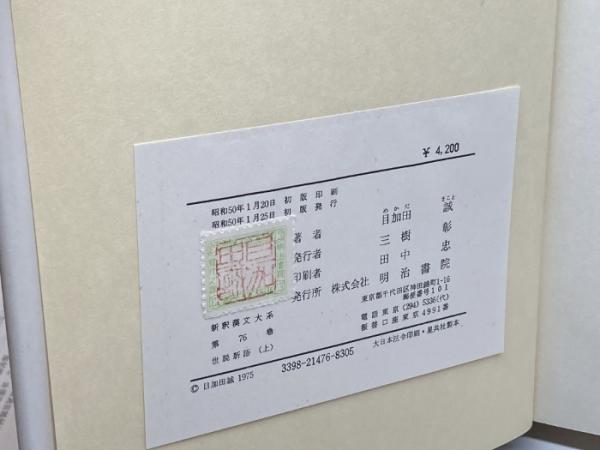 ¥ 4,200
昭和50年1月20日 初版印刷
昭和50年1月25日 初版発行
著者 目加田 誠
めかだ まこと
発行者 三樹 彰
印刷者 田中 忠
発行所 株式会社 明治書院
東京都千代田区神田錦町1-16
郵便番号101
電話東京(294)5336(代)
振替口座東京4991番
新釈漢文大系
第76巻
世説新語(上)
大日本法令印刷・星共社製本
3398-21476-8305
© 目加田誠 1975